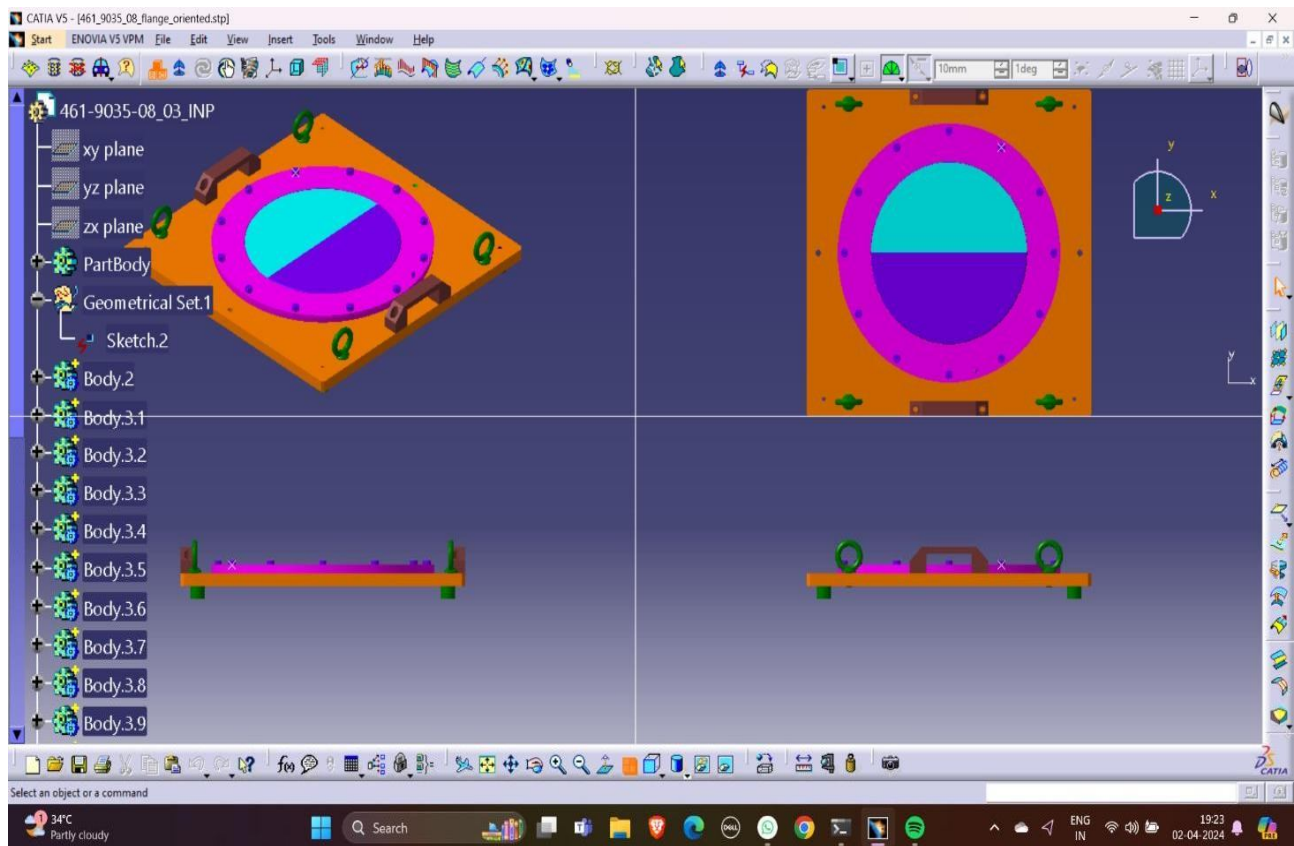 CATIA V5 - [461_9035_08_flange_oriented.stp]
Start ENOVIA V5 VPM File Edit View Insert Tools Window Help
10mm 1deg
461-9035-08_03_INP
xy plane
yz plane
zx plane
PartBody
Geometrical Set.1
Sketch.2
Body.2
Body.3.1
Body.3.2
Body.3.3
Body.3.4
Body.3.5
Body.3.6
Body.3.7
Body.3.8
Body.3.9
y
x
z
y
x
f(x)
CATIA
Select an object or a command
1
34°C
Partly cloudy
Search
DELL
ENG
IN
19:23
02-04-2024
PRE